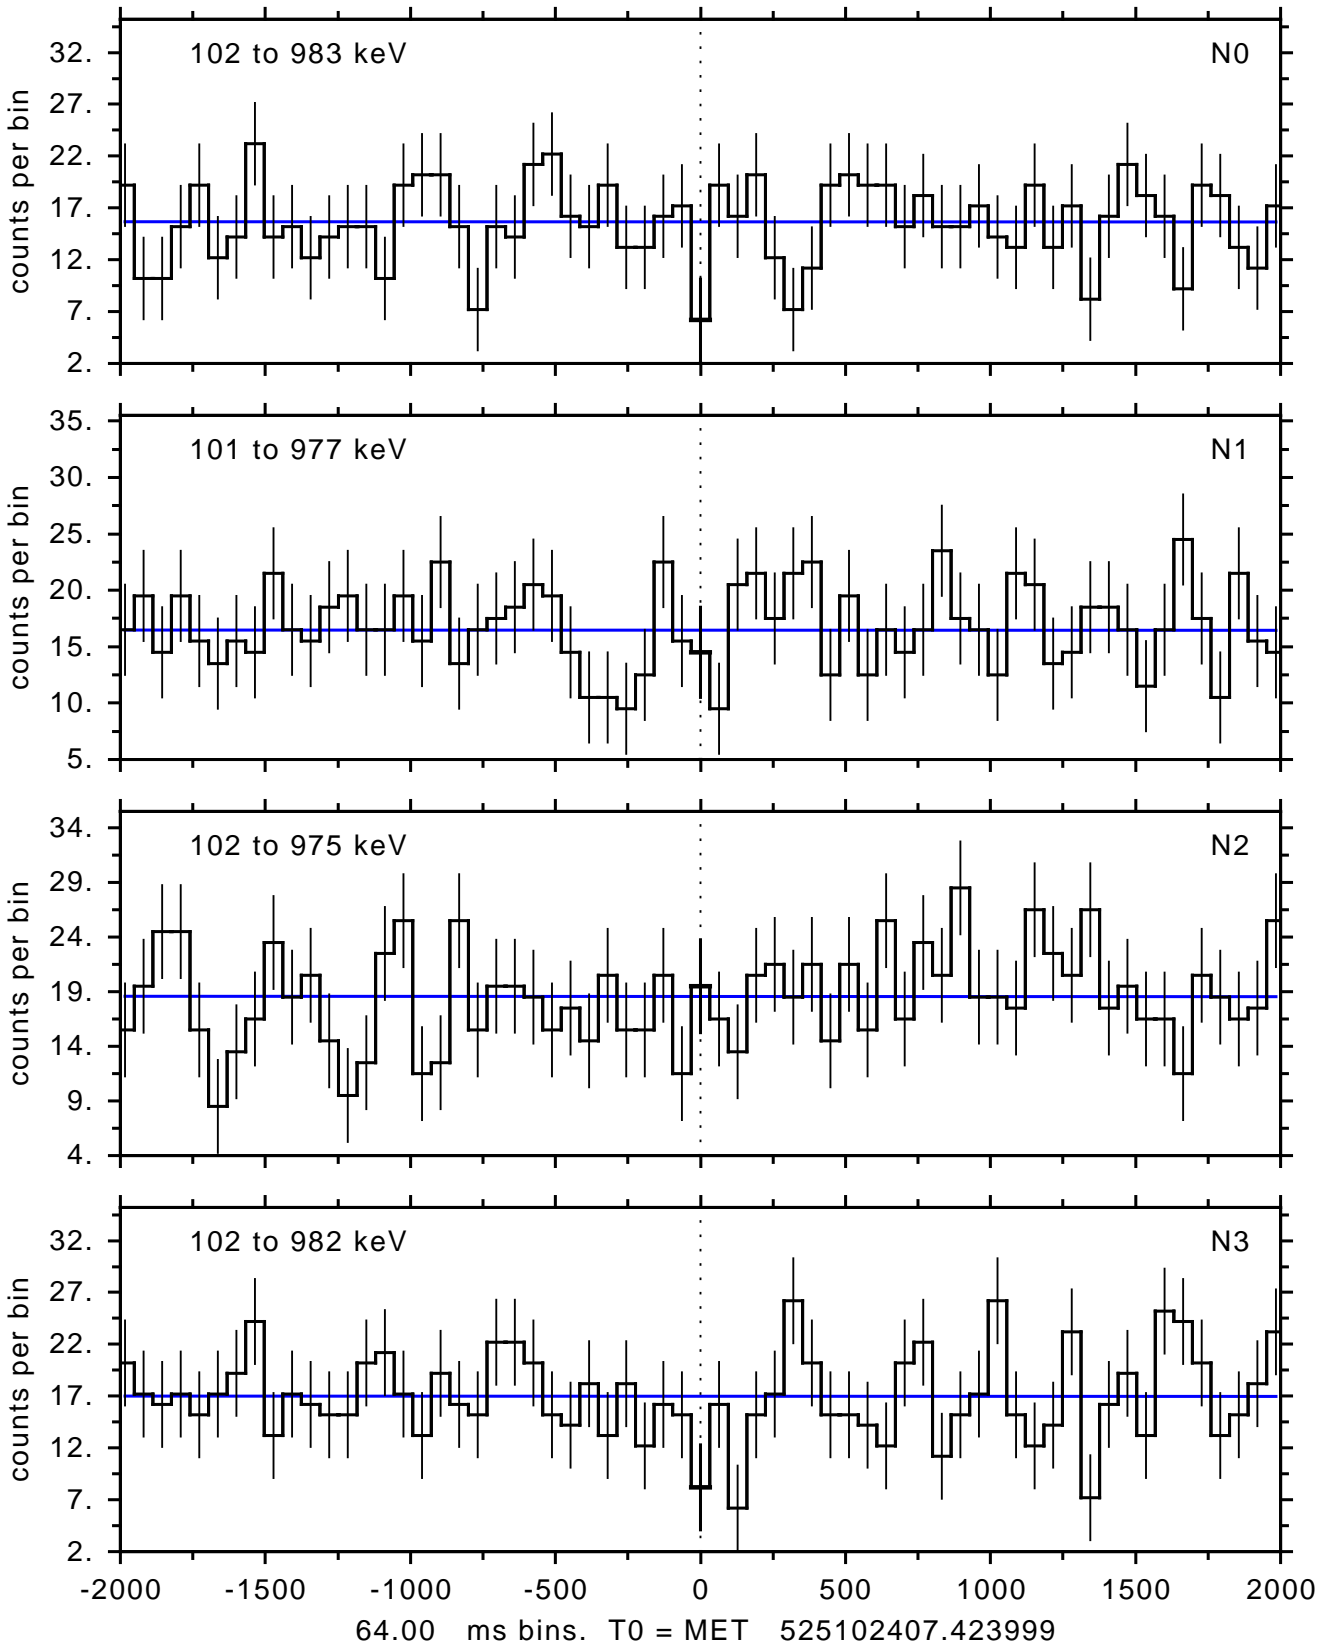 102 to 983 keV N0
32.
27.
22.
17.
12.
7.
2.
counts per bin
101 to 977 keV N1
35.
30.
25.
20.
15.
10.
5.
counts per bin
102 to 975 keV N2
34.
29.
24.
19.
14.
9.
4.
counts per bin
102 to 982 keV N3
32.
27.
22.
17.
12.
7.
2.
counts per bin
-2000 -1500 -1000 -500 0 500 1000 1500 2000
64.00 ms bins. T0 = MET 525102407.423999